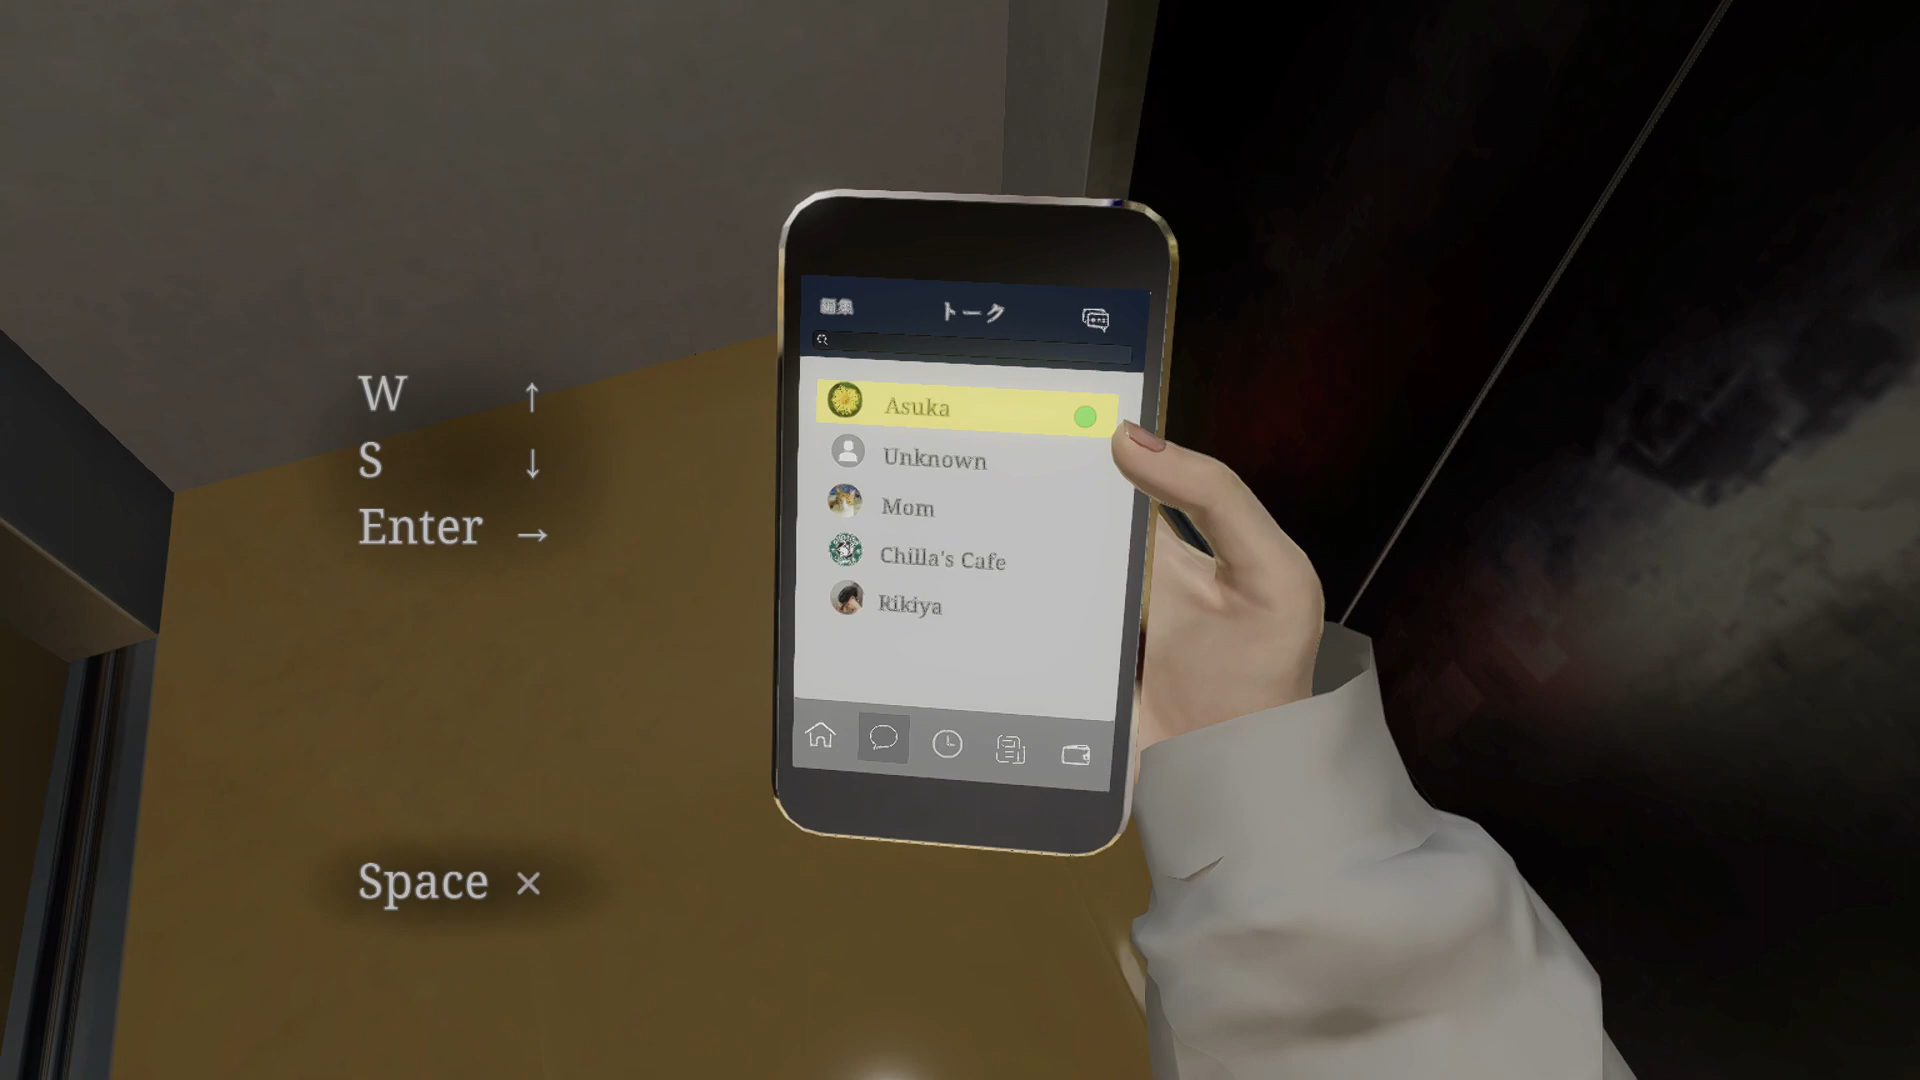 編集 トーク
Asuka
Unknown
Mom
Chilla's Cafe
Rikiya
W ↑
S ↓
Enter →
Space ×